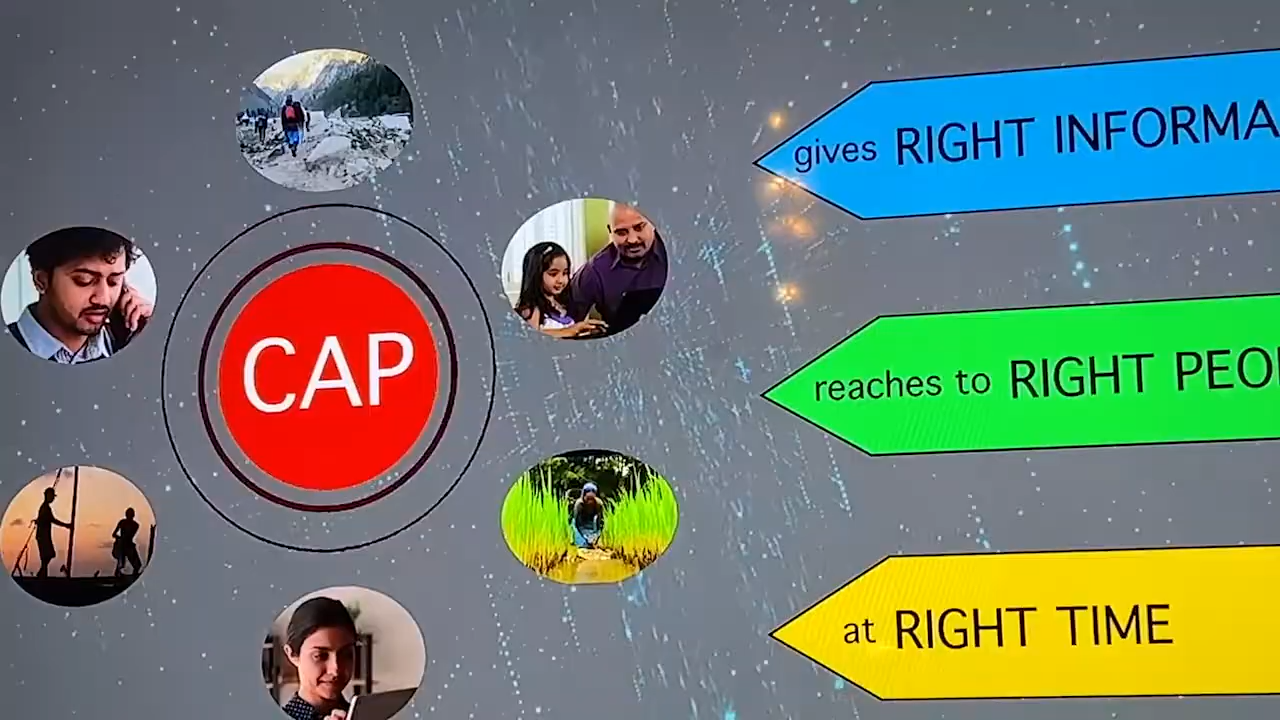 CAP
gives RIGHT INFORMA
reaches to RIGHT PEO
at RIGHT TIME